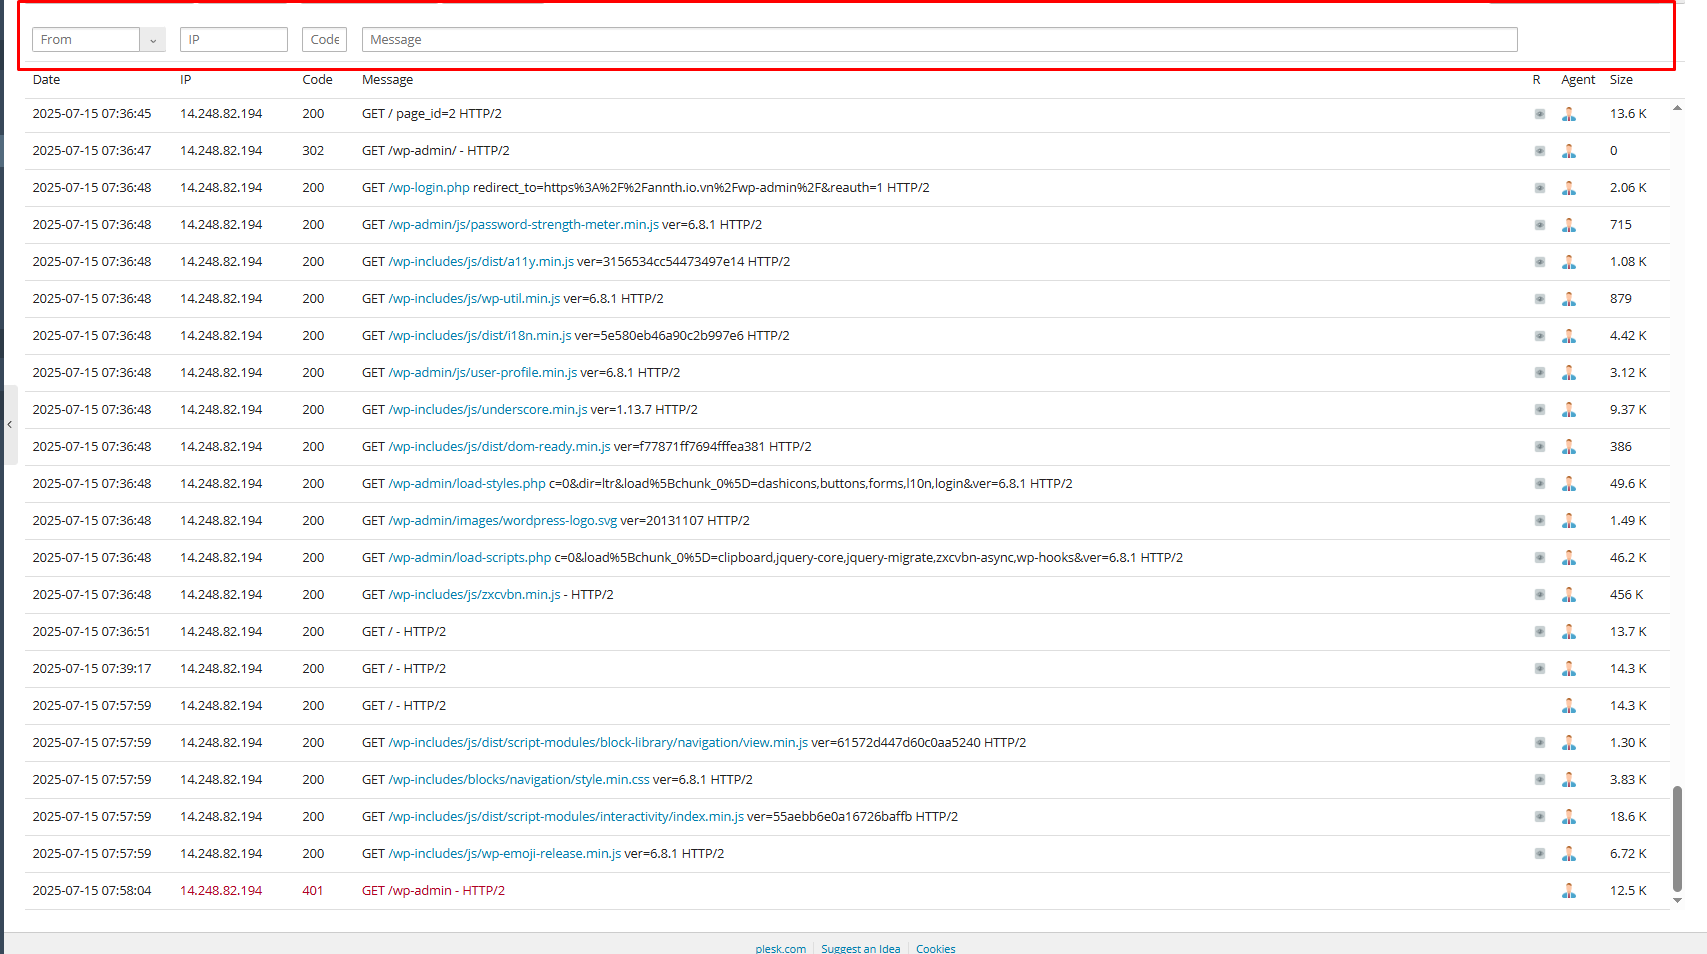 From IP Code Message
Date IP Code Message R Agent Size
2025-07-15 07:36:45 14.248.82.194 200 GET / page_id=2 HTTP/2 13.6 K
2025-07-15 07:36:47 14.248.82.194 302 GET /wp-admin/ - HTTP/2 0
2025-07-15 07:36:48 14.248.82.194 200 GET /wp-login.php redirect_to=https%3A%2F%2Fannth.io.vn%2Fwp-admin%2F&reauth=1 HTTP/2 2.06 K
2025-07-15 07:36:48 14.248.82.194 200 GET /wp-admin/js/password-strength-meter.min.js ver=6.8.1 HTTP/2 715
2025-07-15 07:36:48 14.248.82.194 200 GET /wp-includes/js/dist/a11y.min.js ver=3156534cc54473497e14 HTTP/2 1.08 K
2025-07-15 07:36:48 14.248.82.194 200 GET /wp-includes/js/wp-util.min.js ver=6.8.1 HTTP/2 879
2025-07-15 07:36:48 14.248.82.194 200 GET /wp-includes/js/dist/i18n.min.js ver=5e580eb46a90c2b997e6 HTTP/2 4.42 K
2025-07-15 07:36:48 14.248.82.194 200 GET /wp-admin/js/user-profile.min.js ver=6.8.1 HTTP/2 3.12 K
2025-07-15 07:36:48 14.248.82.194 200 GET /wp-includes/js/underscore.min.js ver=1.13.7 HTTP/2 9.37 K
2025-07-15 07:36:48 14.248.82.194 200 GET /wp-includes/js/dist/dom-ready.min.js ver=f77871ff7694fffea381 HTTP/2 386
2025-07-15 07:36:48 14.248.82.194 200 GET /wp-admin/load-styles.php c=0&dir=ltr&load%5Bchunk_0%5D=dashicons,buttons,forms,l10n,login&ver=6.8.1 HTTP/2 49.6 K
2025-07-15 07:36:48 14.248.82.194 200 GET /wp-admin/images/wordpress-logo.svg ver=20131107 HTTP/2 1.49 K
2025-07-15 07:36:48 14.248.82.194 200 GET /wp-admin/load-scripts.php c=0&load%5Bchunk_0%5D=clipboard,jquery-core,jquery-migrate,zxcvbn-async,wp-hooks&ver=6.8.1 HTTP/2 46.2 K
2025-07-15 07:36:48 14.248.82.194 200 GET /wp-includes/js/zxcvbn.min.js - HTTP/2 456 K
2025-07-15 07:36:51 14.248.82.194 200 GET / - HTTP/2 13.7 K
2025-07-15 07:39:17 14.248.82.194 200 GET / - HTTP/2 14.3 K
2025-07-15 07:57:59 14.248.82.194 200 GET / - HTTP/2 14.3 K
2025-07-15 07:57:59 14.248.82.194 200 GET /wp-includes/js/dist/script-modules/block-library/navigation/view.min.js ver=61572d447d60c0aa5240 HTTP/2 1.30 K
2025-07-15 07:57:59 14.248.82.194 200 GET /wp-includes/blocks/navigation/style.min.css ver=6.8.1 HTTP/2 3.83 K
2025-07-15 07:57:59 14.248.82.194 200 GET /wp-includes/js/dist/script-modules/interactivity/index.min.js ver=55aebb6e0a16726baffb HTTP/2 18.6 K
2025-07-15 07:57:59 14.248.82.194 200 GET /wp-includes/js/wp-emoji-release.min.js ver=6.8.1 HTTP/2 6.72 K
2025-07-15 07:58:04 14.248.82.194 401 GET /wp-admin - HTTP/2 12.5 K
plesk.com Suggest an Idea Cookies